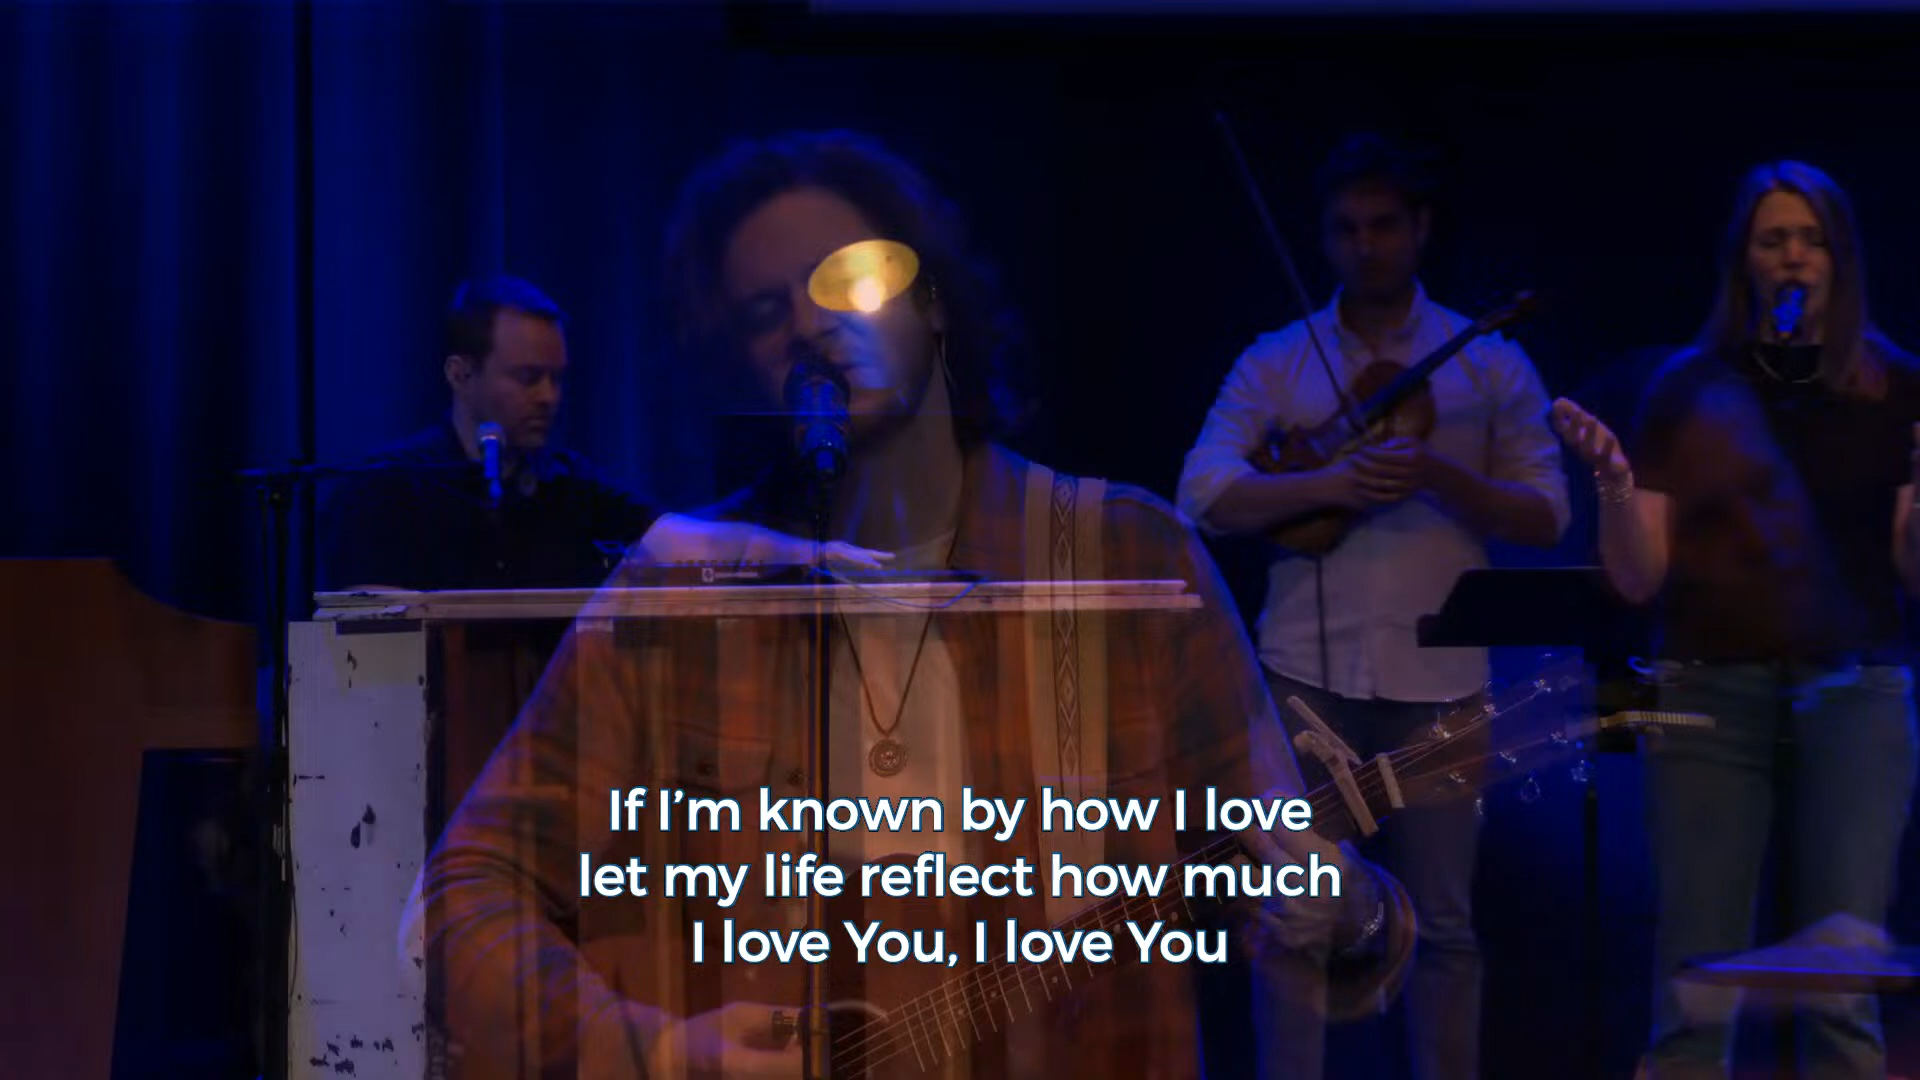 If I’m known by how I love
let my life reflect how much
I love You, I love You